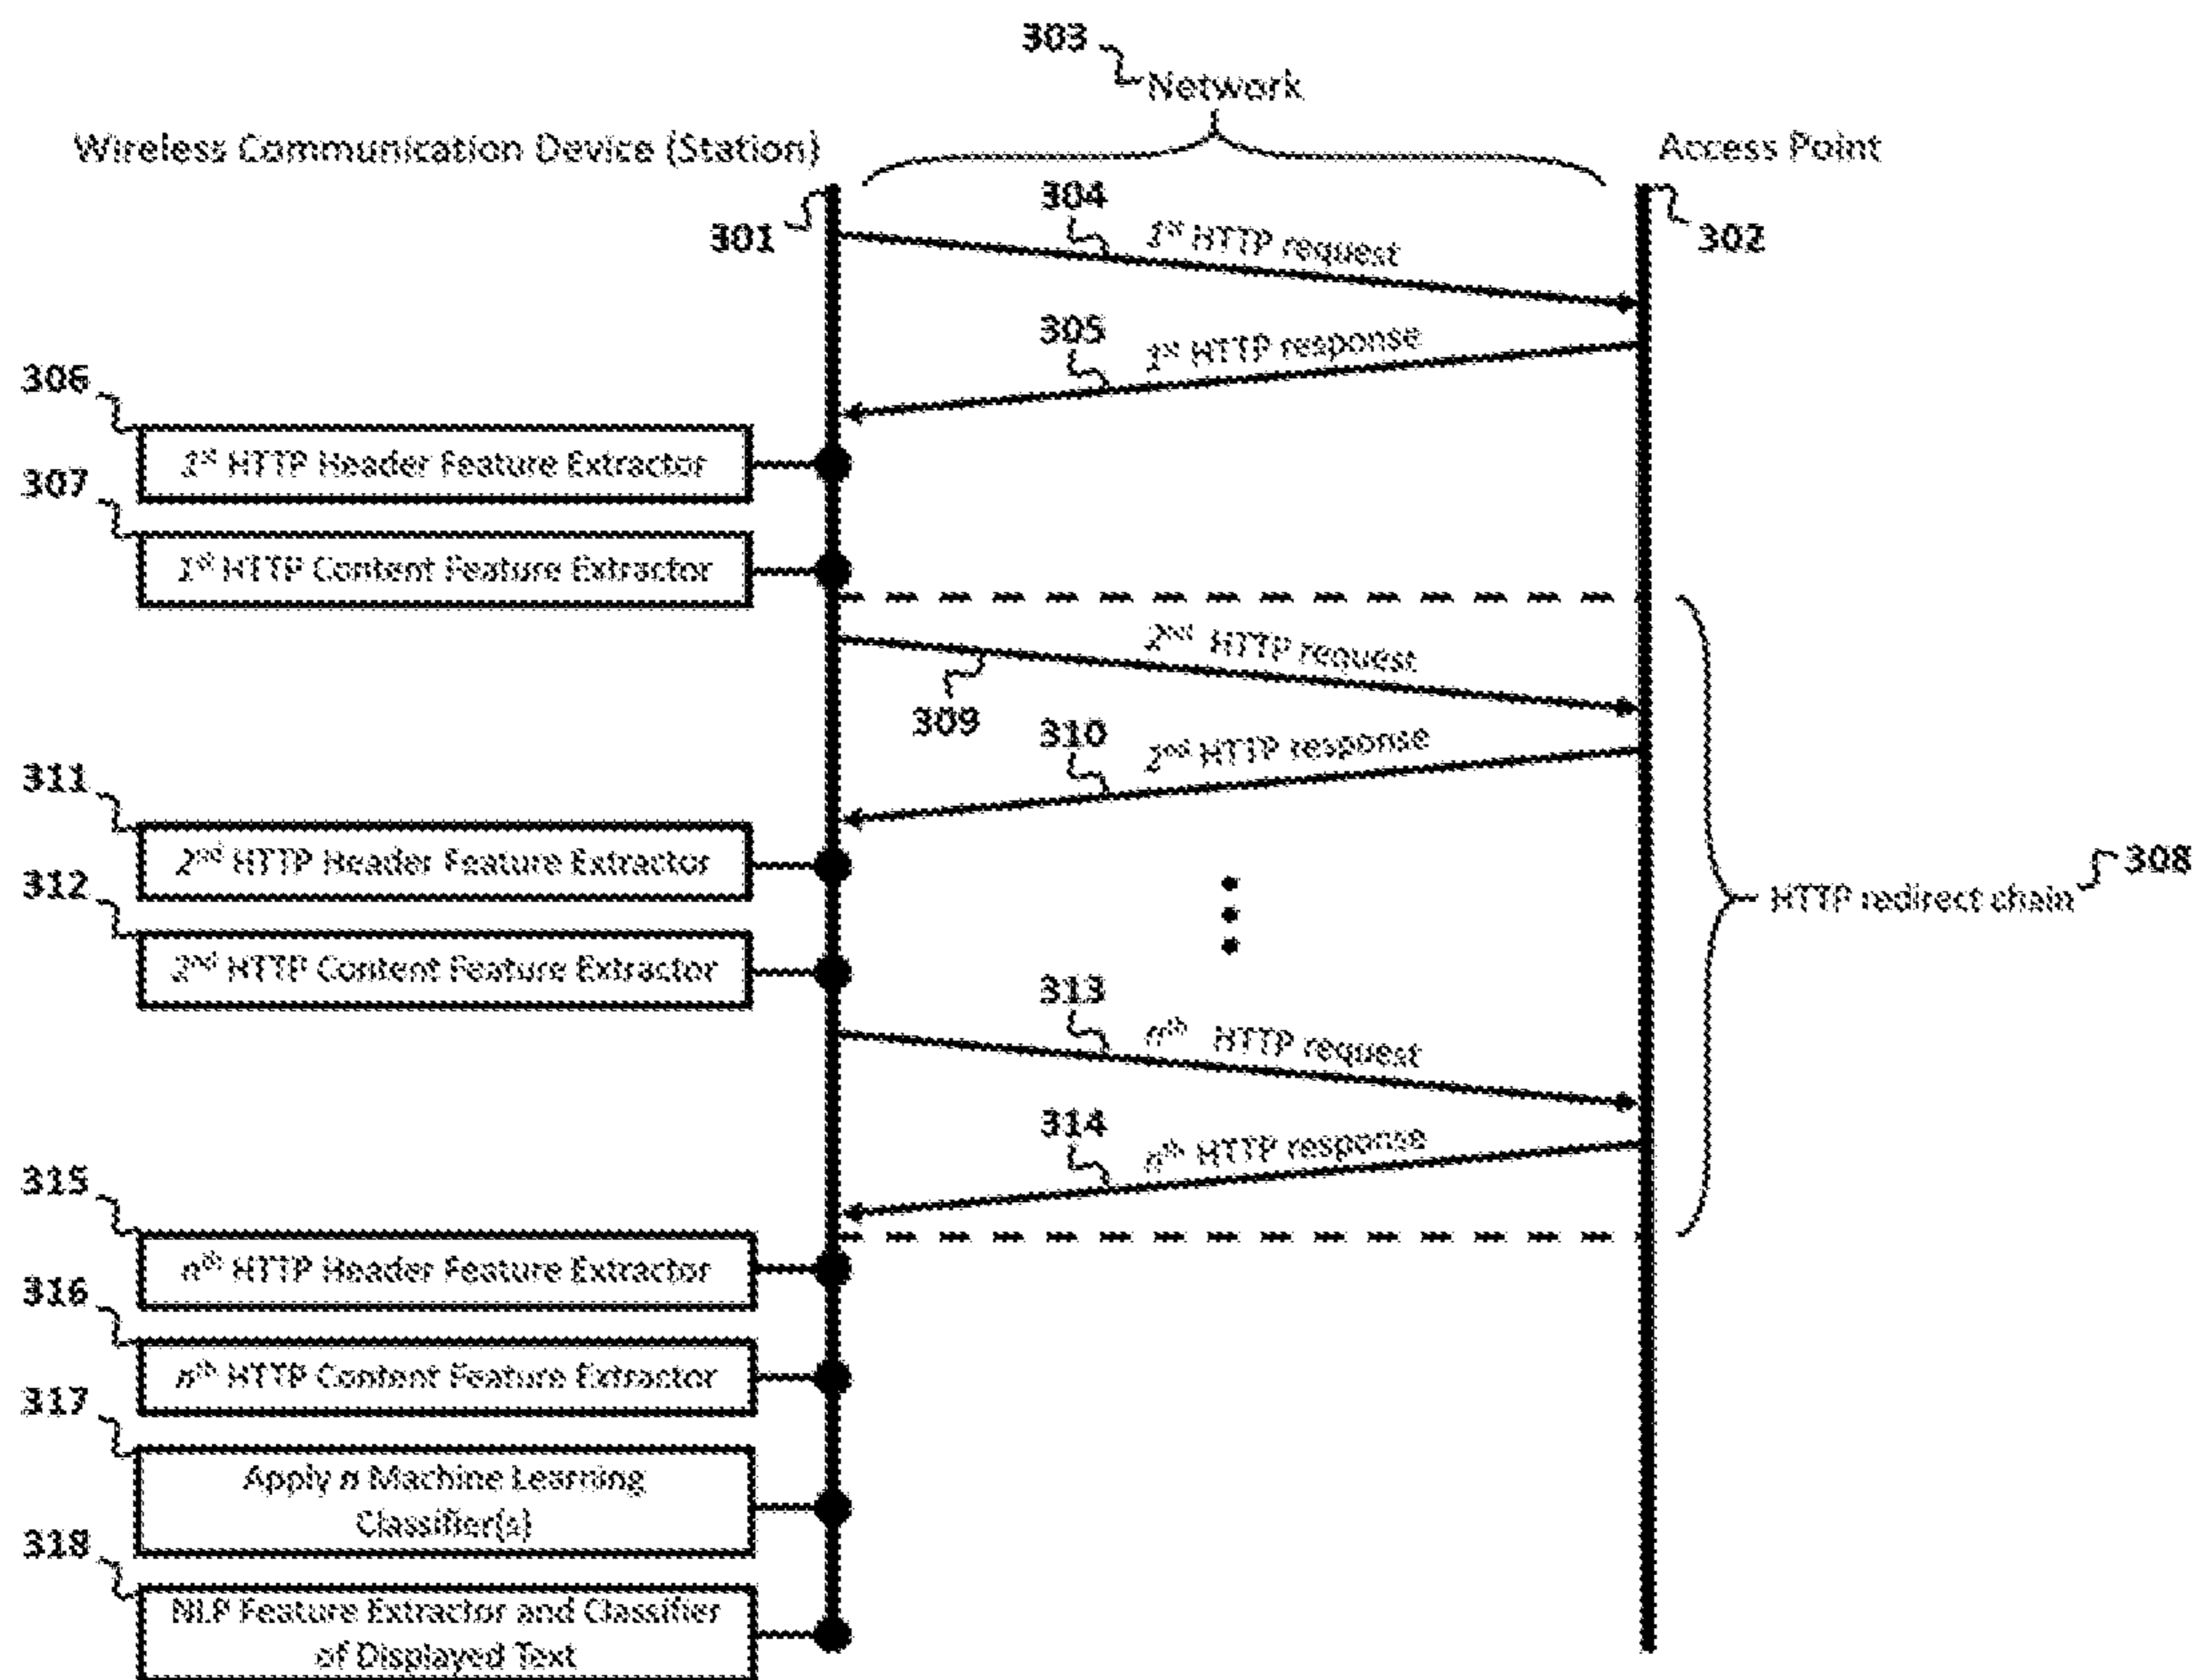 303
Network
Wireless Communication Device (Station)
Access Point
301
302
304
1st HTTP request
305
1st HTTP response
306
1st HTTP Header Feature Extractor
307
1st HTTP Content Feature Extractor
2nd HTTP request
309
310
2nd HTTP response
308
HTTP redirect chain
311
2nd HTTP Header Feature Extractor
312
2nd HTTP Content Feature Extractor
313
nth HTTP request
314
nth HTTP response
315
nth HTTP Header Feature Extractor
316
nth HTTP Content Feature Extractor
317
Apply n Machine Learning
Classifier(s)
318
NLP Feature Extractor and Classifier
of Displayed Text